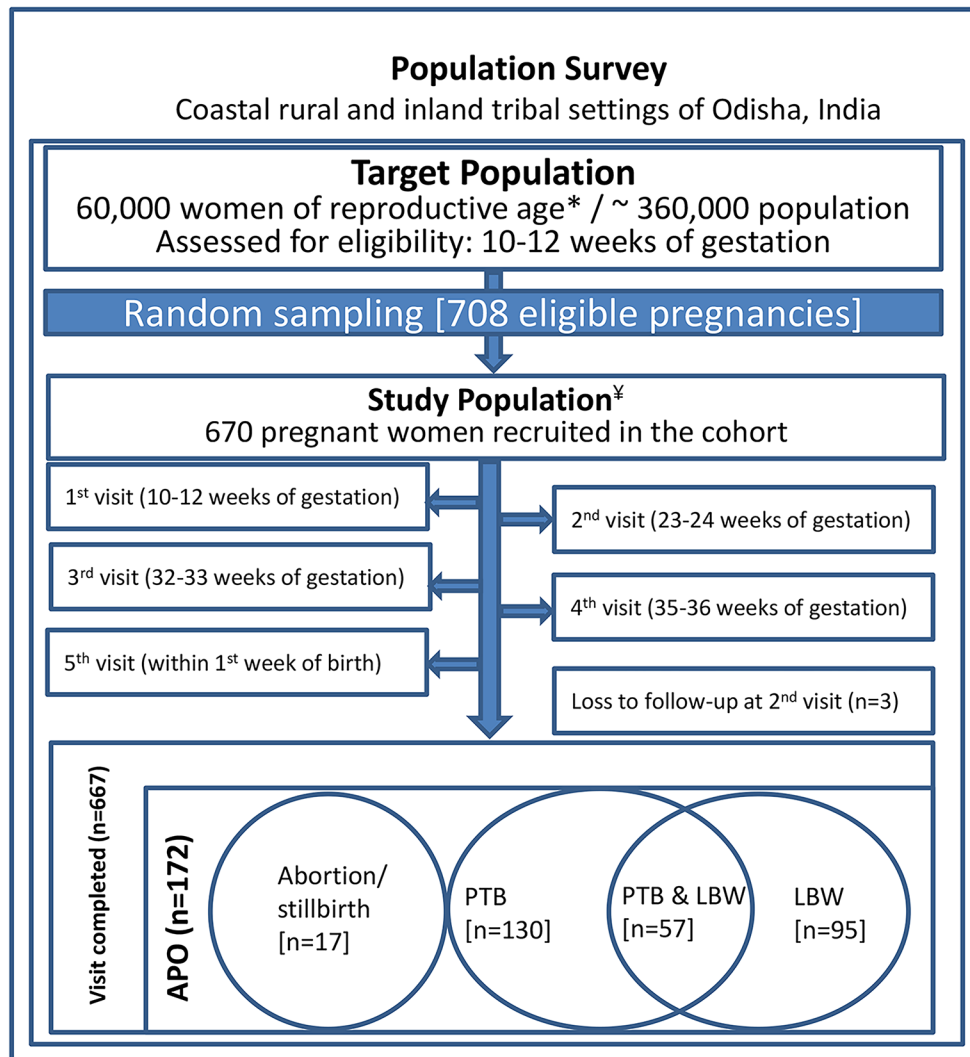 Population Survey
Coastal rural and inland tribal settings of Odisha, India
Target Population
60,000 women of reproductive age* / ~ 360,000 population
Assessed for eligibility: 10-12 weeks of gestation
Random sampling [708 eligible pregnancies]
Study Population¥
670 pregnant women recruited in the cohort
1st visit (10-12 weeks of gestation)
2nd visit (23-24 weeks of gestation)
3rd visit (32-33 weeks of gestation)
4th visit (35-36 weeks of gestation)
5th visit (within 1st week of birth)
Loss to follow-up at 2nd visit (n=3)
Visit completed (n=667)
APO (n=172)
Abortion/
stillbirth
[n=17]
PTB
[n=130]
PTB & LBW
[n=57]
LBW
[n=95]